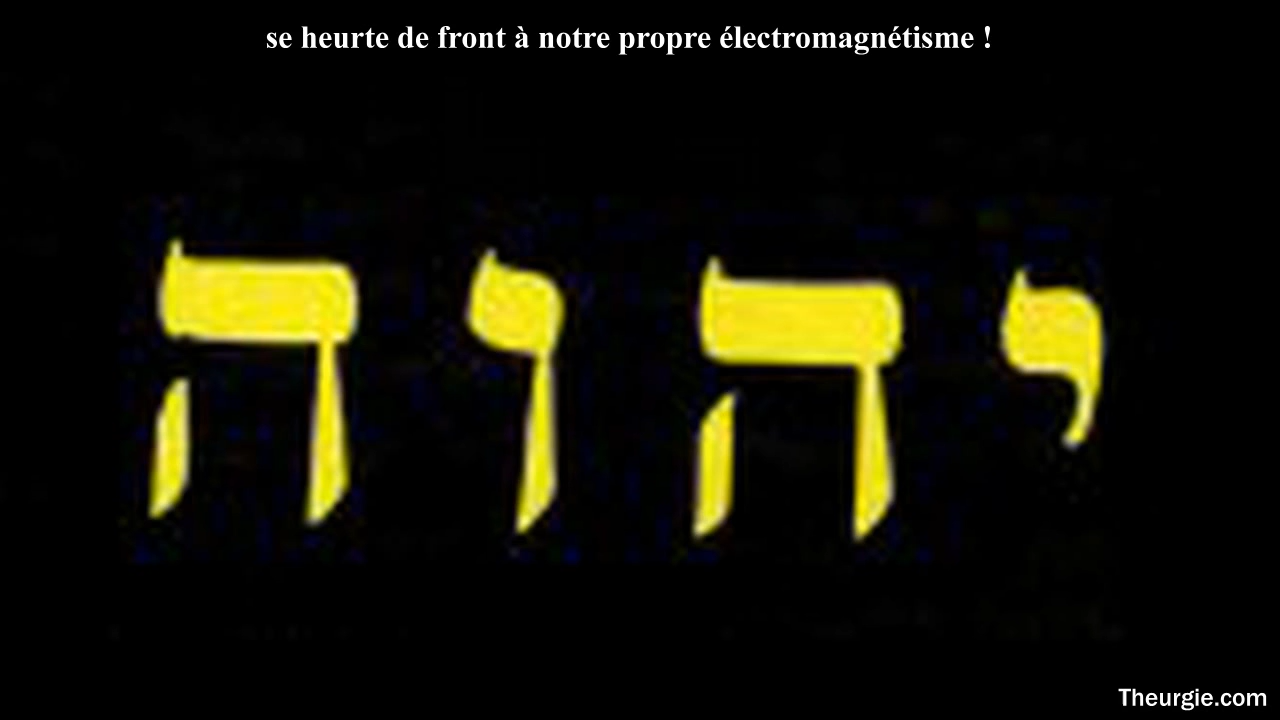 se heurte de front à notre propre électromagnétisme !
יהוה
Theurgie.com